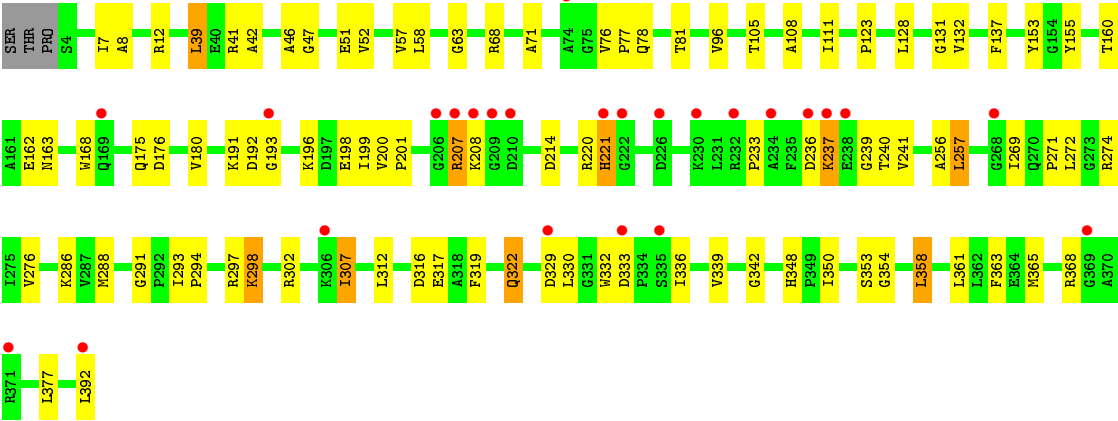 SER THR PRO S4 I7 A8 R12 L39 E40 R41 A42 A46 G47 E51 V52 V57 L58 G63 R68 A71 A74 G75 V76 P77 Q78 T81 V96 T105 A108 I111 P123 L128 G131 V132 F137 Y153 G154 Y155 T160
A161 E162 N163 W168 Q169 Q175 D176 V180 K191 D192 G193 K196 D197 E198 I199 V200 P201 G206 R207 K208 G209 D210 D214 R220 H221 G222 D226 K230 L231 R232 P233 A234 F235 D236 K237 E238 G239 T240 V241 A256 L257 G268 I269 Q270 P271 L272 G273 R274
I275 V276 K286 V287 M288 G291 P292 I293 P294 R297 K298 R302 K306 I307 L312 D316 E317 A318 F319 Q322 D329 L330 G331 W332 D333 P334 S335 I336 V339 G342 H348 P349 I350 S353 G354 L358 L361 L362 F363 E364 M365 R368 G369 A370
R371 L377 L392